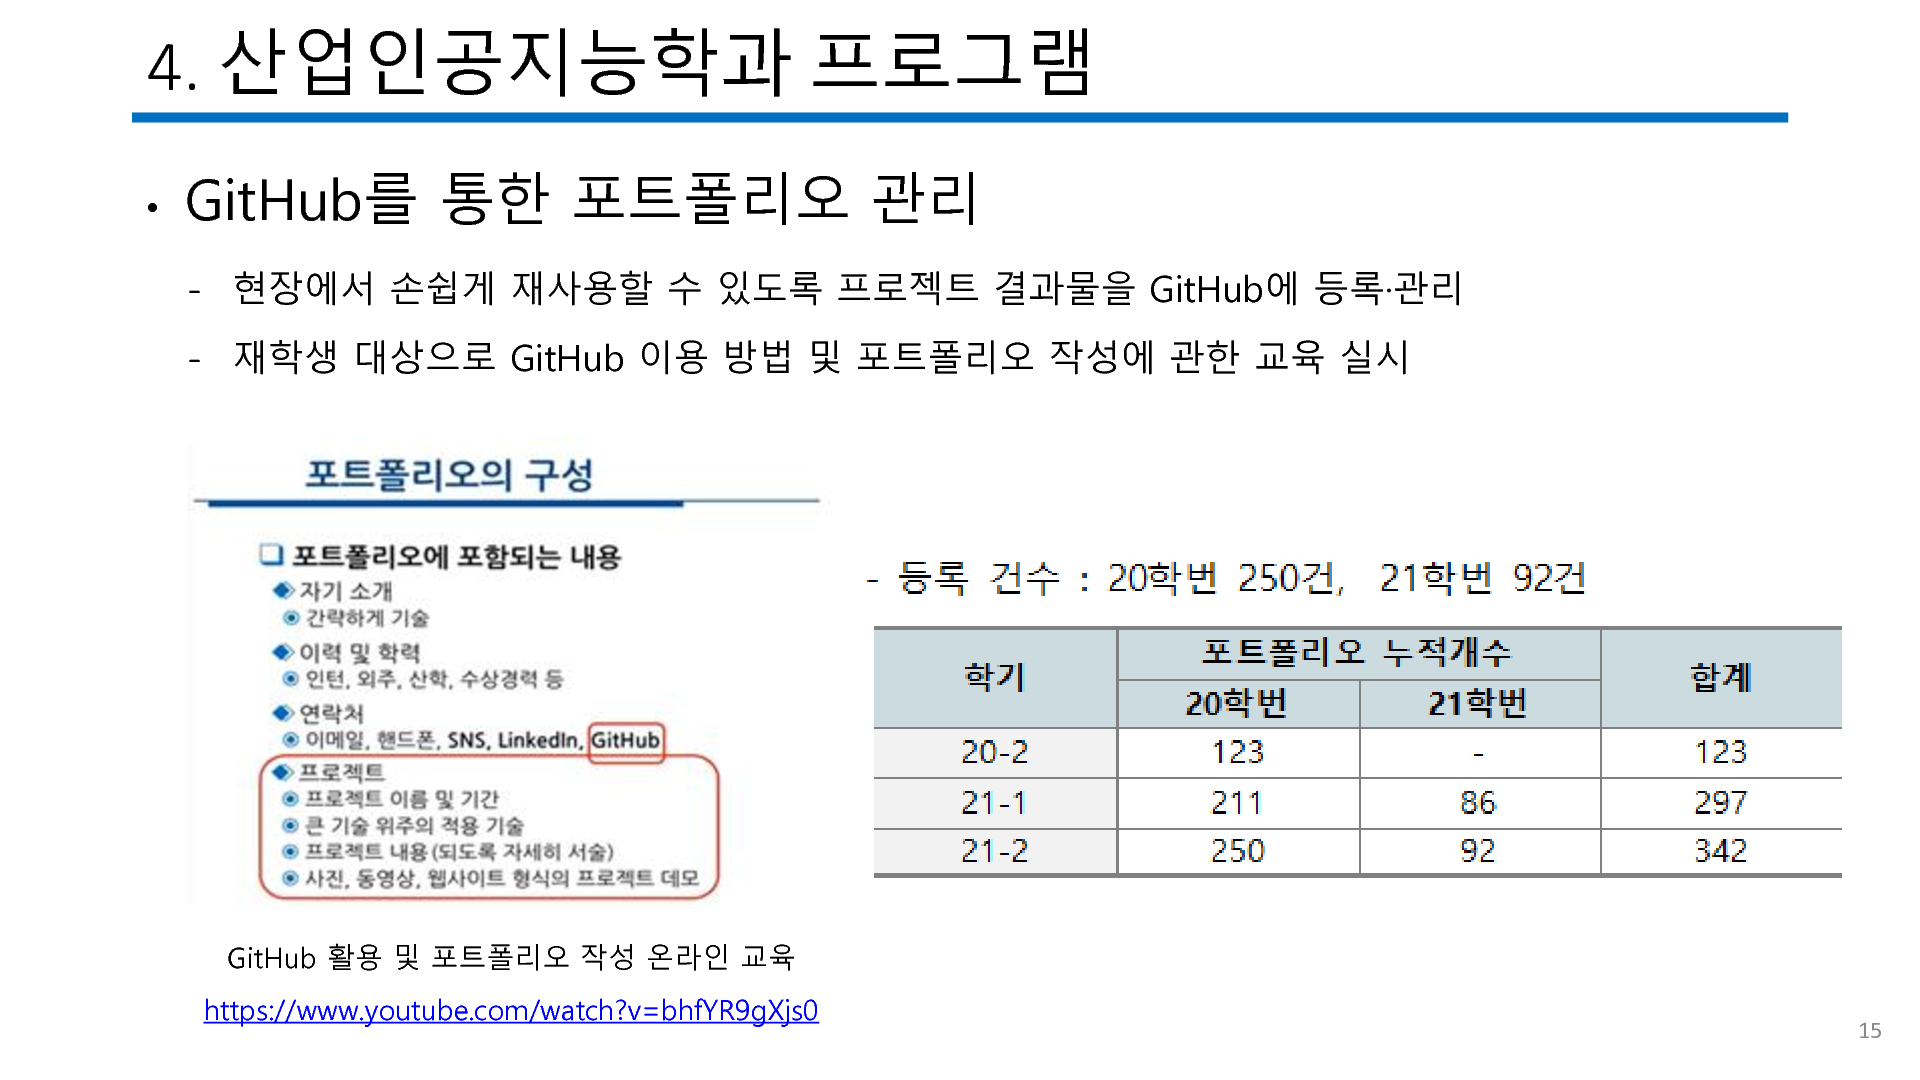 4. 산업인공지능학과 프로그램
• GitHub를 통한 포트폴리오 관리
- 현장에서 손쉽게 재사용할 수 있도록 프로젝트 결과물을 GitHub에 등록·관리
- 재학생 대상으로 GitHub 이용 방법 및 포트폴리오 작성에 관한 교육 실시
포트폴리오의 구성
포트폴리오에 포함되는 내용
자기 소개
간략하게 기술
이력 및 학력
인턴, 외주, 산학, 수상경력 등
연락처
이메일, 핸드폰, SNS, LinkedIn, GitHub
프로젝트
프로젝트 이름 및 기간
큰 기술 위주의 적용 기술
프로젝트 내용(되도록 자세히 서술)
사진, 동영상, 웹사이트 형식의 프로젝트 데모
GitHub 활용 및 포트폴리오 작성 온라인 교육
https://www.youtube.com/watch?v=bhfYR9gXjs0
- 등록 건수 : 20학번 250건, 21학번 92건
학기 포트폴리오 누적개수 합계
20학번 21학번
20-2 123 - 123
21-1 211 86 297
21-2 250 92 342
15